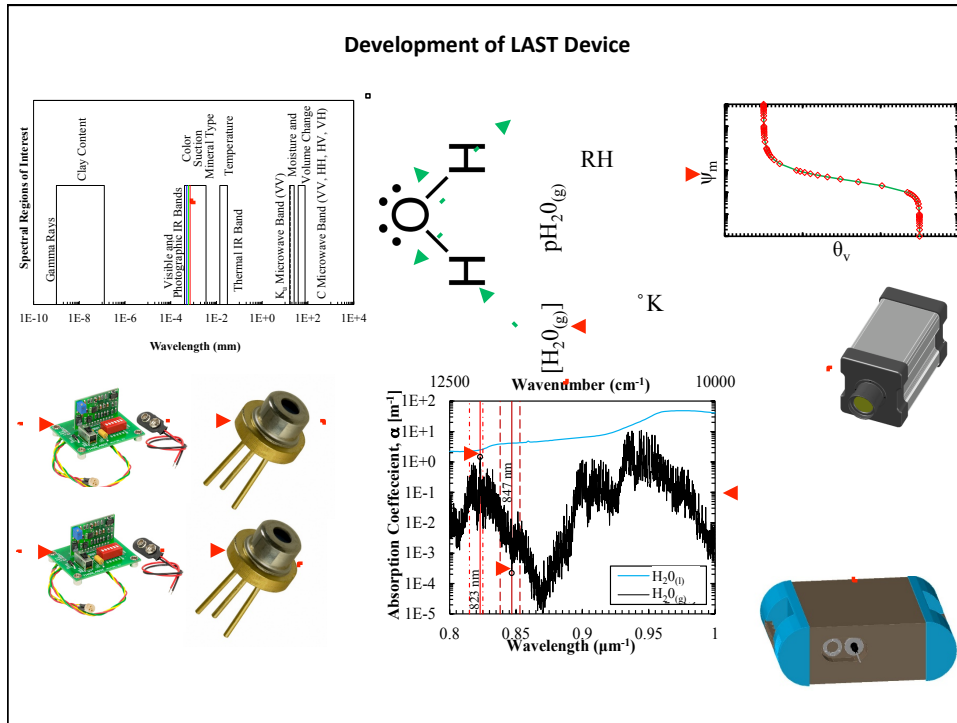 Development of LAST Device
Spectral Regions of Interest
Clay Content
Color
Suction
Mineral Type
Temperature
Moisture and
Volume Change
Gamma Rays
Visible and
Photographic IR Bands
Thermal IR Band
Ku Microwave Band (VV)
C Microwave Band (VV, HH, HV, VH)
1E-10 1E-8 1E-6 1E-4 1E-2 1E+0 1E+2 1E+4
Wavelength (mm)
H
O
H
RH
pH20(g)
°K
[H20(g)]
ψm
θv
12500 Wavenumber (cm-1) 10000
Absorption Coeffecient, α [m-1]
1E+2
1E+1
1E+0
1E-1
1E-2
1E-3
1E-4
1E-5
823 nm
847 nm
H20(l)
H20(g)
0.8 0.85 0.9 0.95 1
Wavelength (µm-1)